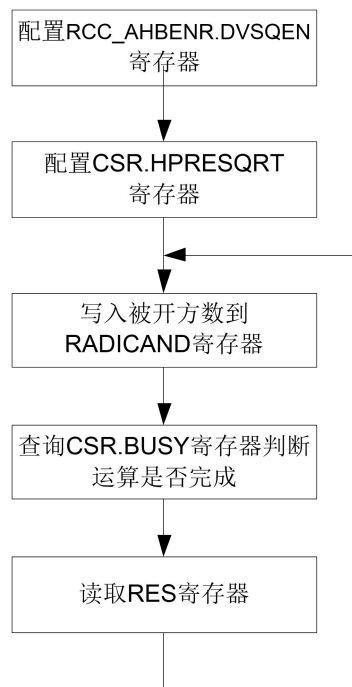 配置RCC_AHBENR.DVSQEN
寄存器
配置CSR.HPRESQRT
寄存器
写入被开方数到
RADICAND寄存器
查询CSR.BUSY寄存器判断
运算是否完成
读取RES寄存器